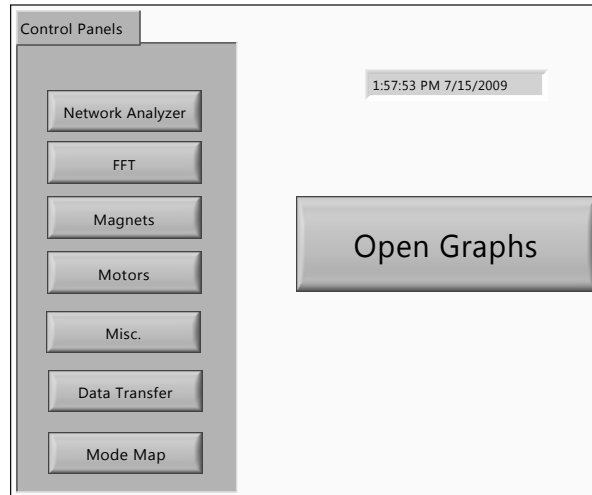 Control Panels
1:57:53 PM 7/15/2009
Network Analyzer
FFT
Magnets
Open Graphs
Motors
Misc.
Data Transfer
Mode Map